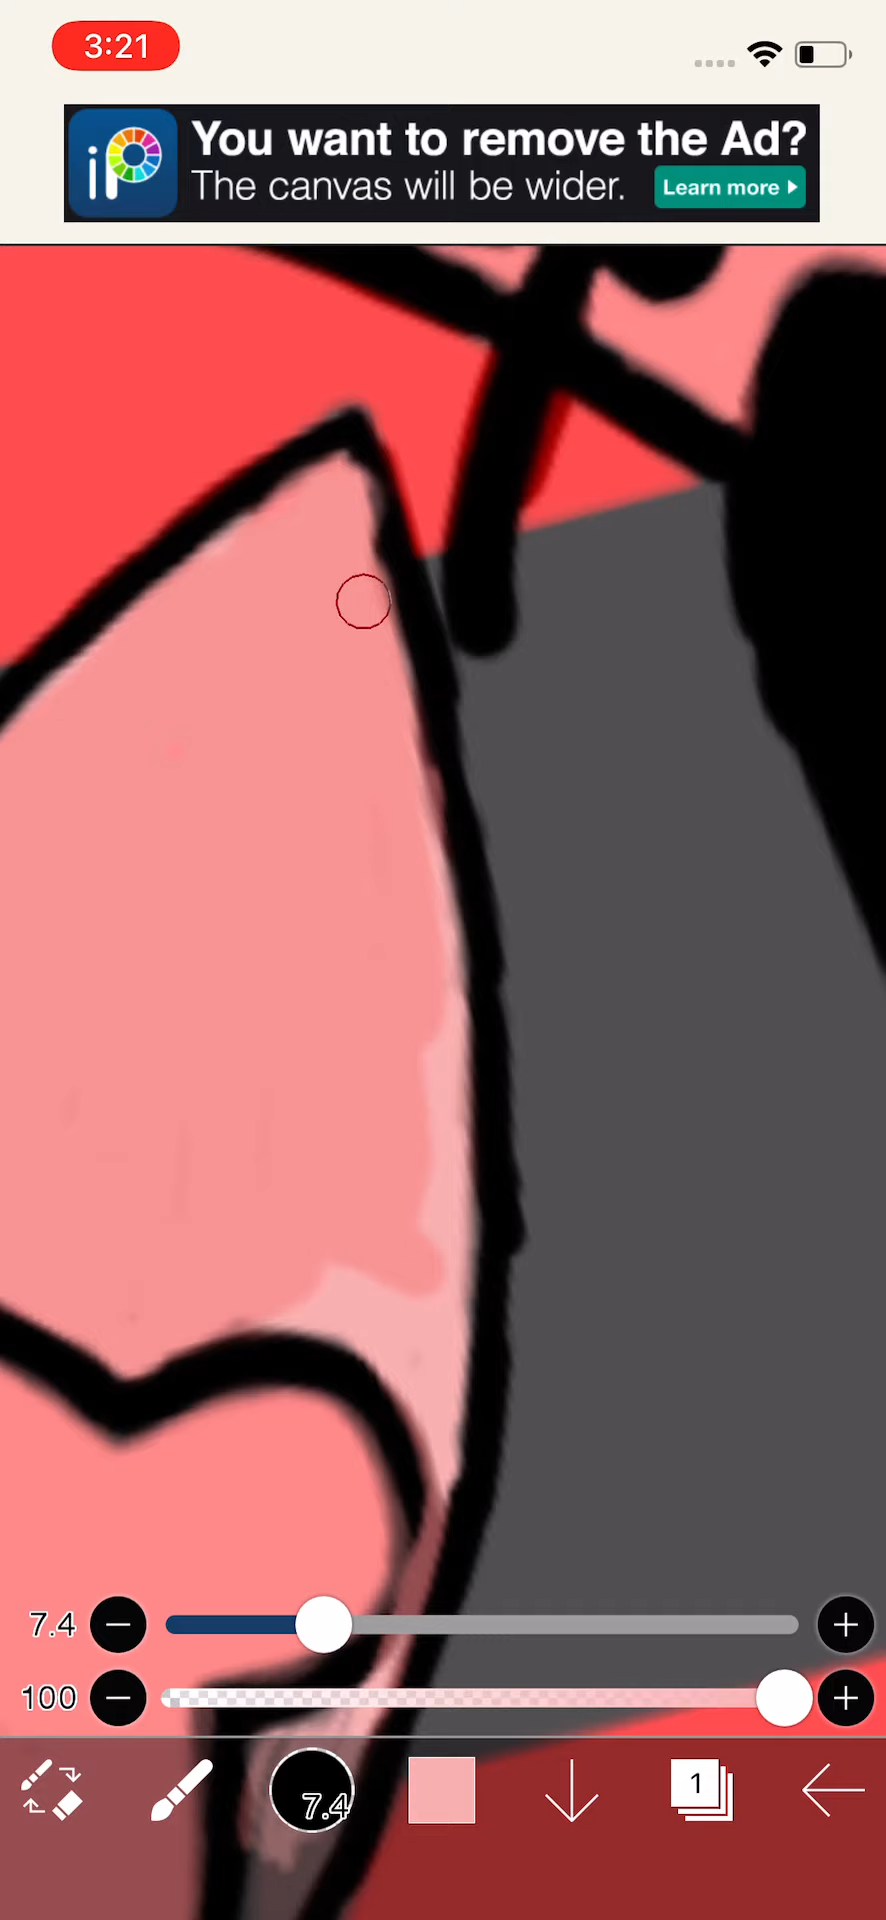 3:21
iP
You want to remove the Ad?
The canvas will be wider.
Learn more
7.4
100
7.4
1